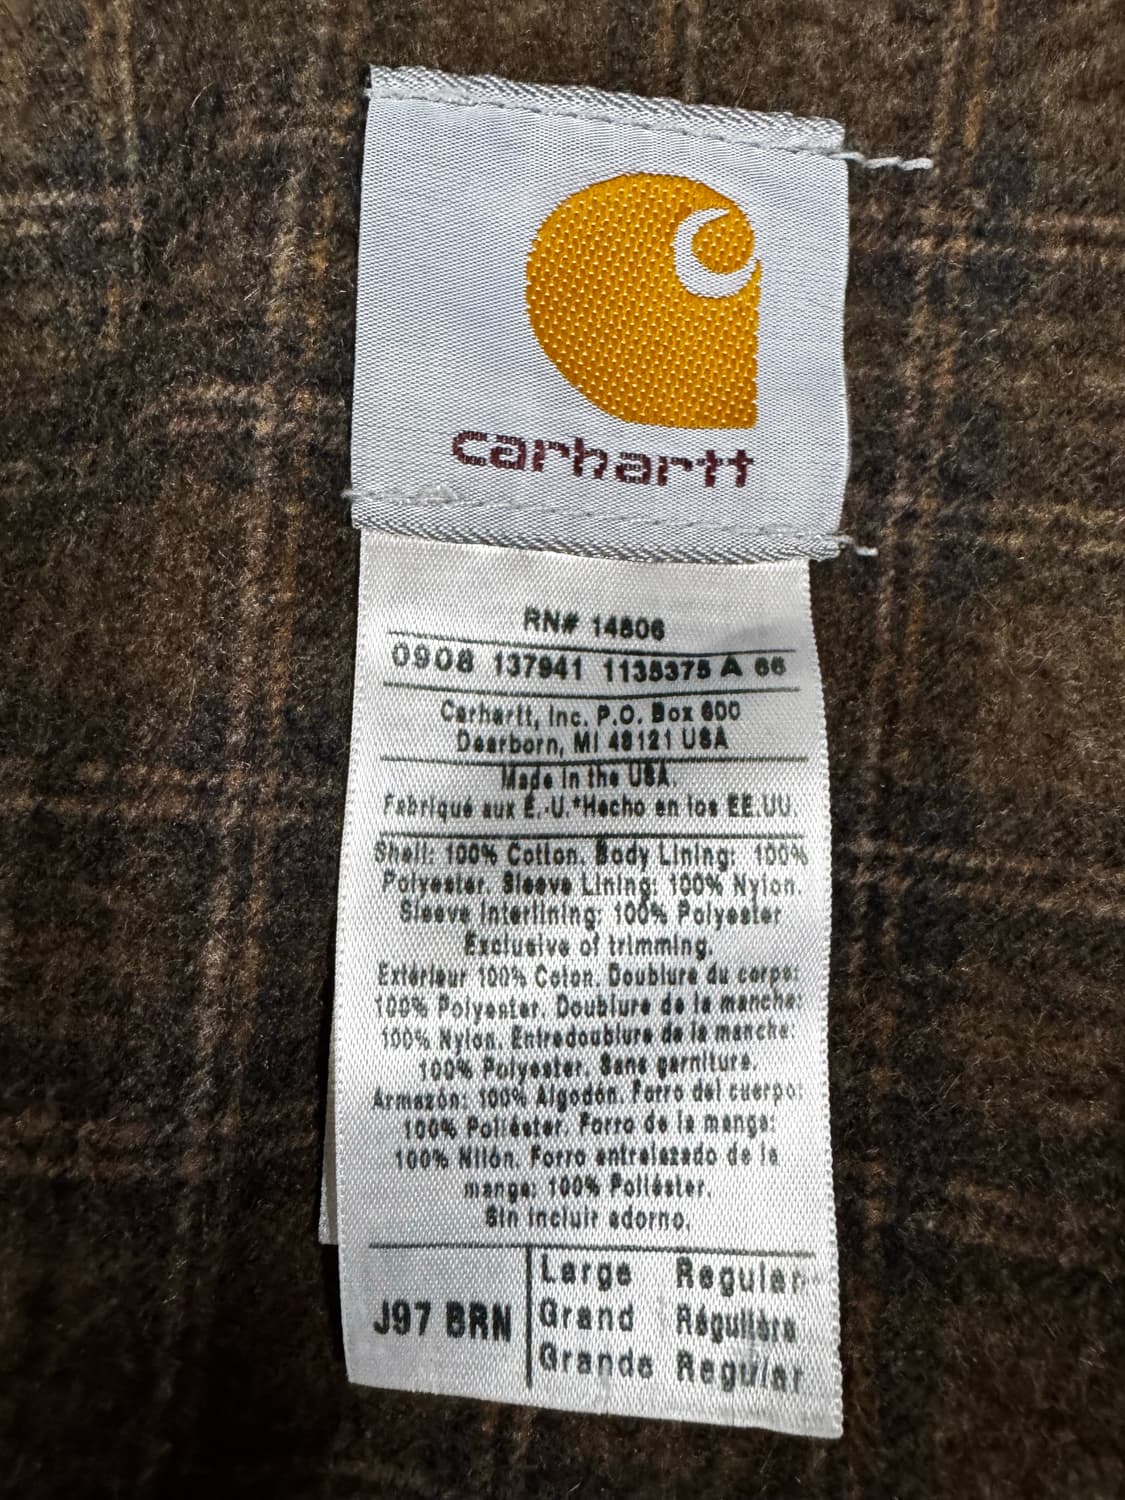 carhartt
RN# 14806
0908 137941 1135375 A 66
Carhartt, Inc. P.O. Box 600
Dearborn, MI 48121 USA
Made in the USA.
Fabriqué aux É.-U.*Hecho en los EE.UU.
Shell: 100% Cotton. Body Lining: 100%
Polyester. Sleeve Lining: 100% Nylon.
Sleeve Interlining: 100% Polyester
Exclusive of trimming.
Extérieur 100% Coton. Doublure du corps:
100% Polyester. Doublure de la manche:
100% Nylon. Entredoublure de la manche:
100% Polyester. Sans garniture.
Armazón: 100% Algodón. Forro del cuerpo:
100% Poliéster. Forro de la manga:
100% Nilón. Forro entrelazado de la
manga: 100% Poliéster.
Sin incluir adorno.
J97 BRN
Large Regular
Grand Régulière
Grande Regular